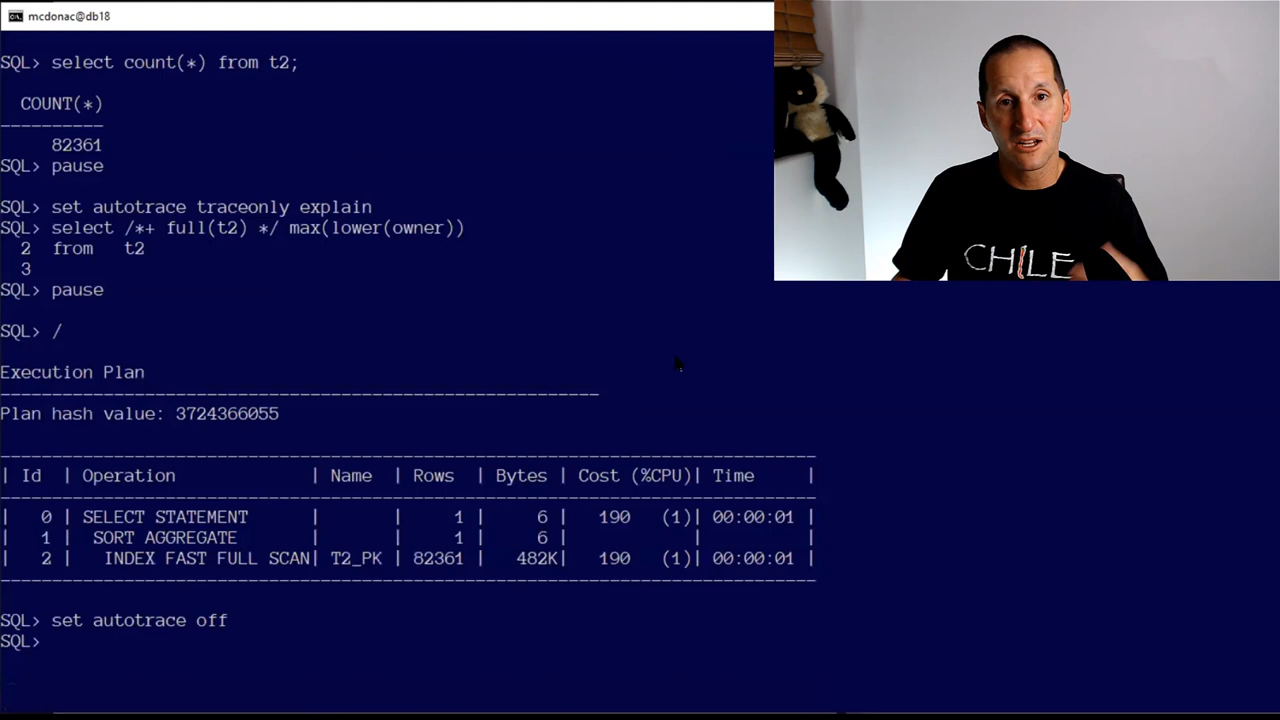 mcdonac@db18
SQL> select count(*) from t2;
COUNT(*)
----------
82361
SQL> pause
SQL> set autotrace traceonly explain
SQL> select /*+ full(t2) */ max(lower(owner))
2 from t2
3
SQL> pause
SQL> /
Execution Plan
----------------------------------------------------------
Plan hash value: 3724366055
-------------------------------------------------------------------------------
| Id | Operation | Name | Rows | Bytes | Cost (%CPU)| Time |
-------------------------------------------------------------------------------
| 0 | SELECT STATEMENT | | 1 | 6 | 190 (1)| 00:00:01 |
| 1 | SORT AGGREGATE | | 1 | 6 | | |
| 2 | INDEX FAST FULL SCAN| T2_PK | 82361 | 482K| 190 (1)| 00:00:01 |
-------------------------------------------------------------------------------
SQL> set autotrace off
SQL>
CHILE